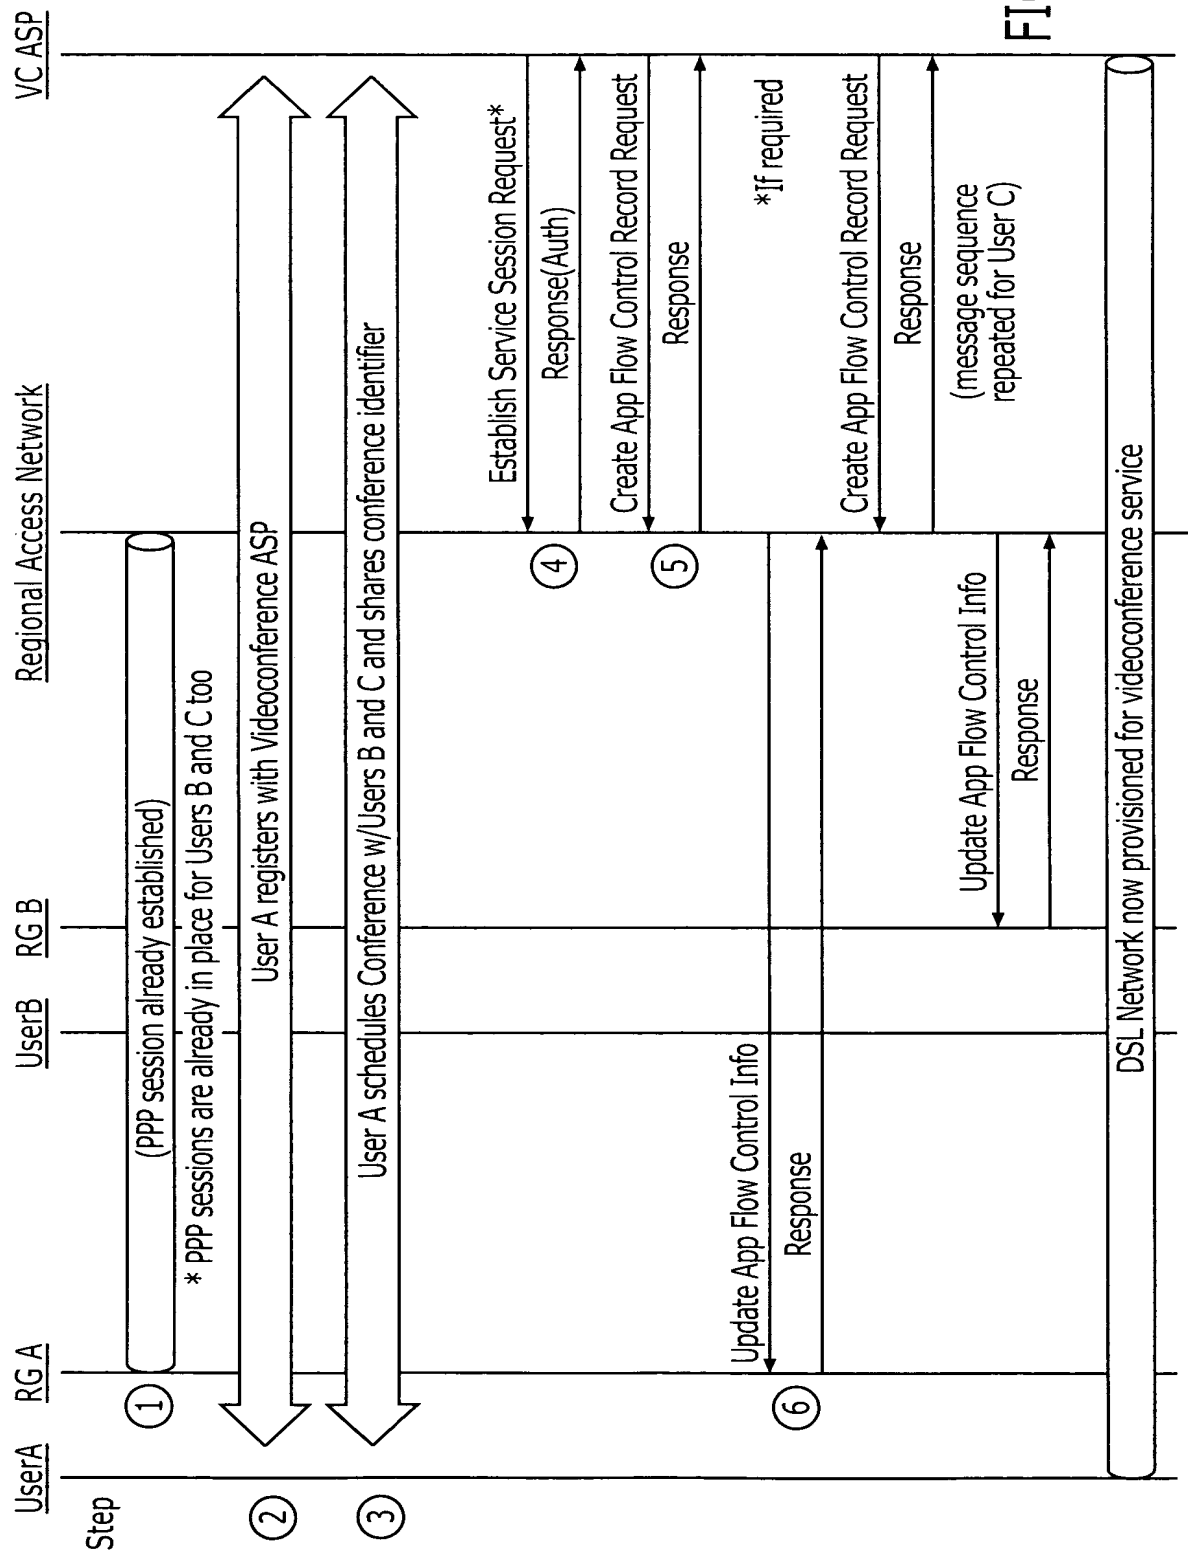 UserA
RG A
UserB
RG B
Regional Access Network
VC ASP
Step
1
(PPP session already established)
* PPP sessions are already in place for Users B and C too
2
User A registers with Videoconference ASP
3
User A schedules Conference w/Users B and C and shares conference identifier
Establish Service Session Request*
4
Response(Auth)
Create App Flow Control Record Request
5
Response
*If required
Update App Flow Control Info
6
Response
Create App Flow Control Record Request
Response
(message sequence
repeated for User C)
Update App Flow Control Info
Response
DSL Network now provisioned for videoconference service